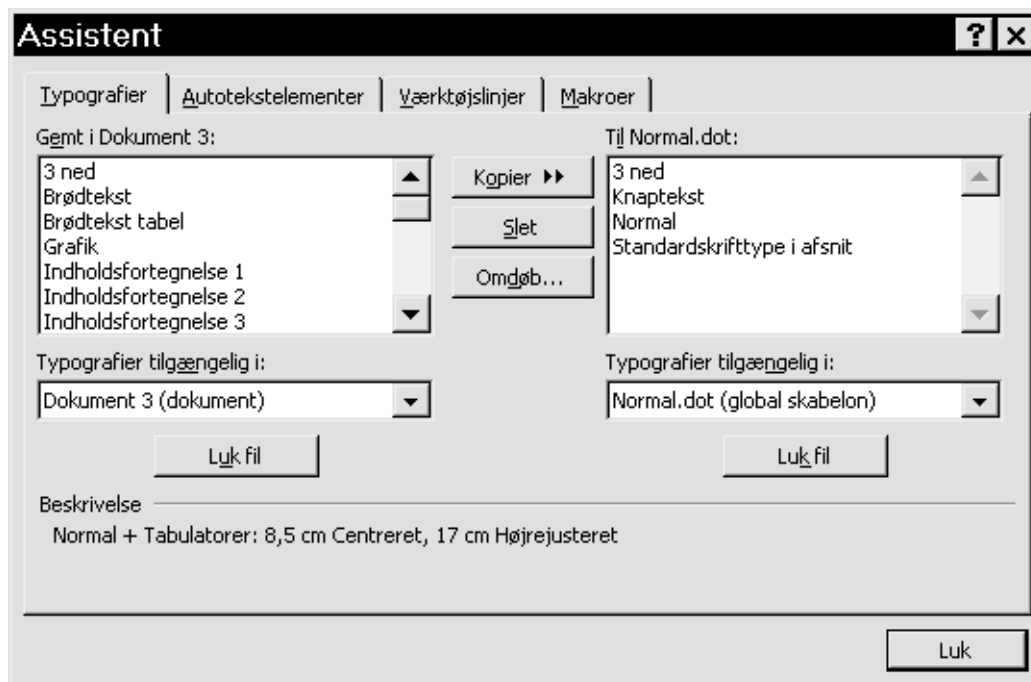 Assistent
Typografier
Autotekstelementer
Værktøjslinjer
Makroer
Gemt i Dokument 3:
3 ned
Brødtekst
Brødtekst tabel
Grafik
Indholdsfortegnelse 1
Indholdsfortegnelse 2
Indholdsfortegnelse 3
Kopier
Slet
Omdøb...
Til Normal.dot:
3 ned
Knaptekst
Normal
Standardskrifttype i afsnit
Typografier tilgængelig i:
Dokument 3 (dokument)
Luk fil
Typografier tilgængelig i:
Normal.dot (global skabelon)
Luk fil
Beskrivelse
Normal + Tabulatorer: 8,5 cm Centreret, 17 cm Højrejusteret
Luk